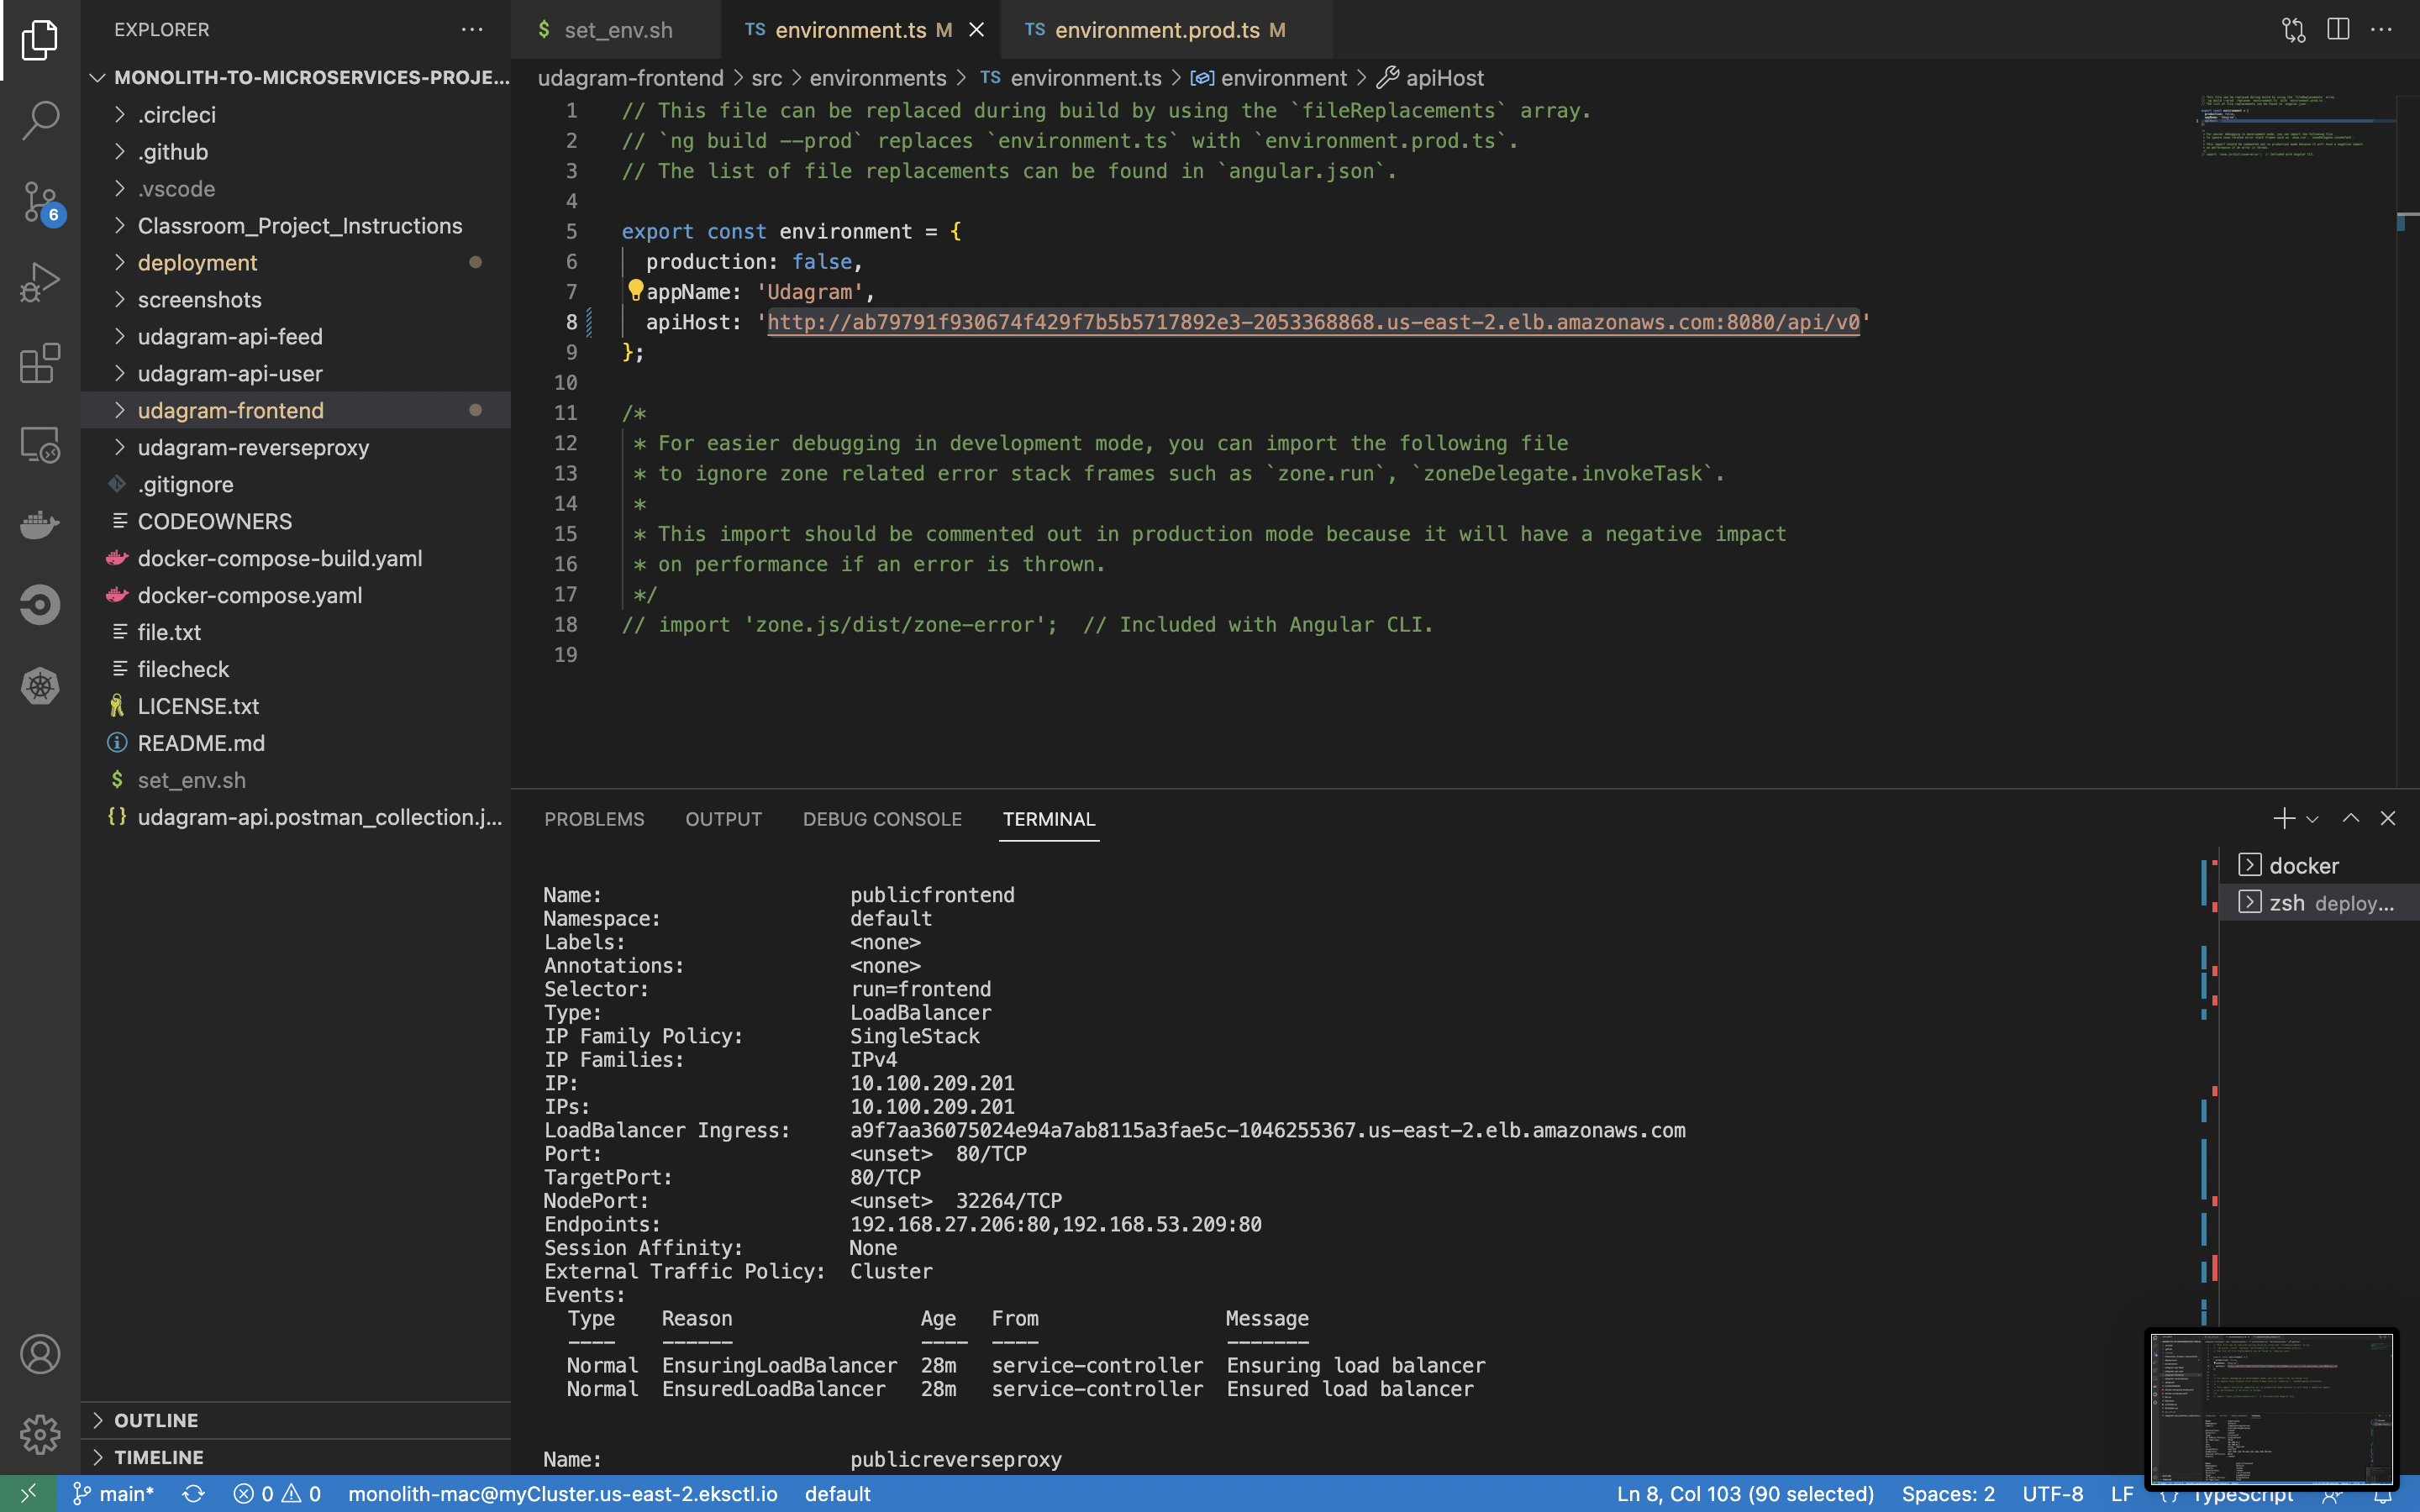 EXPLORER
MONOLITH-TO-MICROSERVICES-PROJE...
.circleci
.github
.vscode
Classroom_Project_Instructions
deployment
screenshots
udagram-api-feed
udagram-api-user
udagram-frontend
udagram-reverseproxy
.gitignore
CODEOWNERS
docker-compose-build.yaml
docker-compose.yaml
file.txt
filecheck
LICENSE.txt
README.md
$ set_env.sh
{} udagram-api.postman_collection.j...
OUTLINE
TIMELINE
6
$ set_env.sh
TS environment.ts M
TS environment.prod.ts M
udagram-frontend > src > environments > TS environment.ts > environment > apiHost
1 // This file can be replaced during build by using the `fileReplacements` array.
2 // `ng build --prod` replaces `environment.ts` with `environment.prod.ts`.
3 // The list of file replacements can be found in `angular.json`.
4
5 export const environment = {
6 production: false,
7 appName: 'Udagram',
8 apiHost: 'http://ab79791f930674f429f7b5b5717892e3-2053368868.us-east-2.elb.amazonaws.com:8080/api/v0'
9 };
10
11 /*
12 * For easier debugging in development mode, you can import the following file
13 * to ignore zone related error stack frames such as `zone.run`, `zoneDelegate.invokeTask`.
14 *
15 * This import should be commented out in production mode because it will have a negative impact
16 * on performance if an error is thrown.
17 */
18 // import 'zone.js/dist/zone-error'; // Included with Angular CLI.
19
PROBLEMS OUTPUT DEBUG CONSOLE TERMINAL
Name: publicfrontend
Namespace: default
Labels: <none>
Annotations: <none>
Selector: run=frontend
Type: LoadBalancer
IP Family Policy: SingleStack
IP Families: IPv4
IP: 10.100.209.201
IPs: 10.100.209.201
LoadBalancer Ingress: a9f7aa36075024e94a7ab8115a3fae5c-1046255367.us-east-2.elb.amazonaws.com
Port: <unset> 80/TCP
TargetPort: 80/TCP
NodePort: <unset> 32264/TCP
Endpoints: 192.168.27.206:80,192.168.53.209:80
Session Affinity: None
External Traffic Policy: Cluster
Events:
Type Reason Age From Message
---- ------ ---- ---- -------
Normal EnsuringLoadBalancer 28m service-controller Ensuring load balancer
Normal EnsuredLoadBalancer 28m service-controller Ensured load balancer
Name: publicreverseproxy
docker
zsh deploy...
main* 0 0 monolith-mac@myCluster.us-east-2.eksctl.io default
Ln 8, Col 103 (90 selected) Spaces: 2 UTF-8 LF {} TypeScript